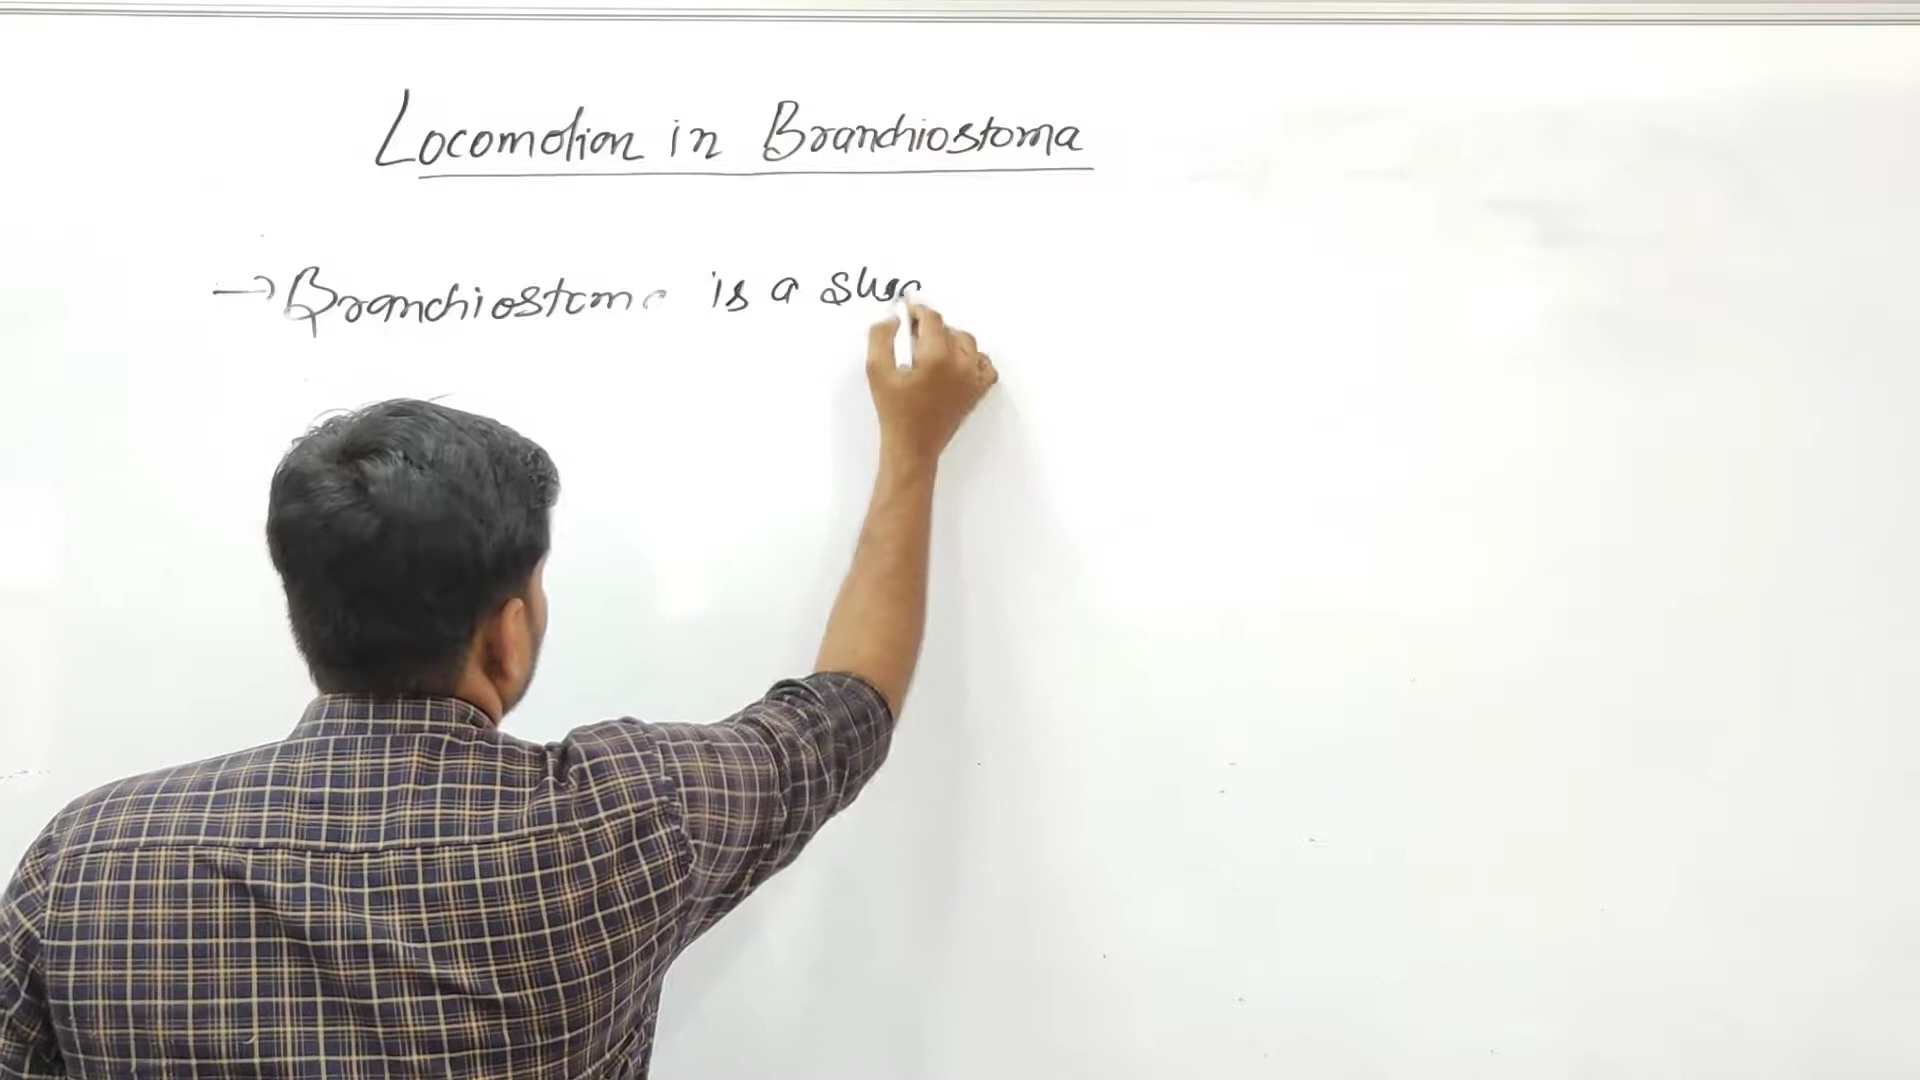 Locomotion in Branchiostoma
→ Branchiostoma is a